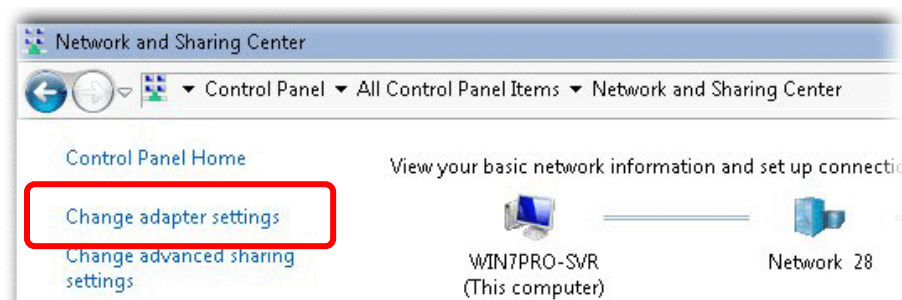 Network and Sharing Center
Control Panel All Control Panel Items Network and Sharing Center
Control Panel Home
View your basic network information and set up
Change adapter settings
Change advanced sharing
settings
WIN7PRO-SVR
(This computer)
Network 28